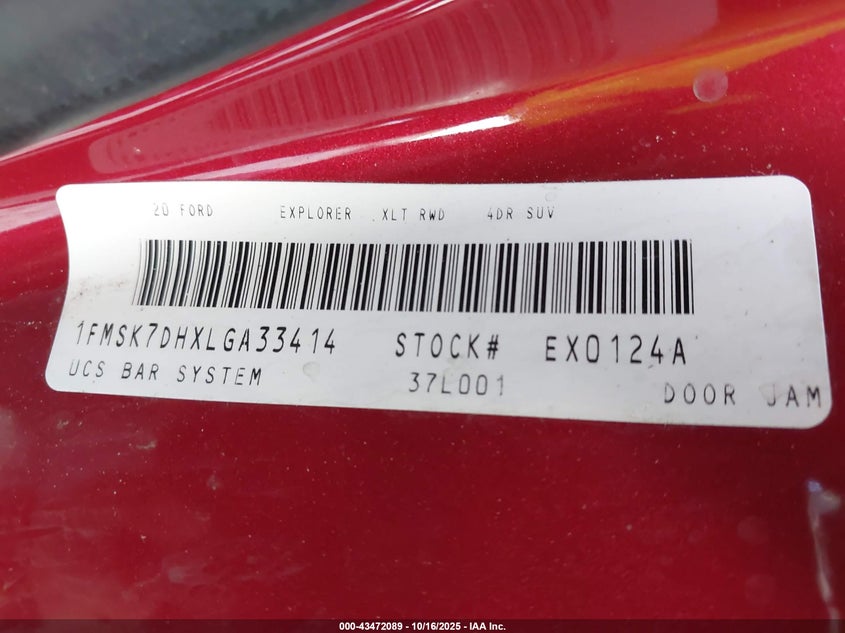 20 FORD EXPLORER XLT RWD 4DR SUV
1FMSK7DHXLGA33414 STOCK# EX0124A
UCS BAR SYSTEM 37L001 DOOR JAM
000-43472089 - 10/16/2025 - IAA Inc.